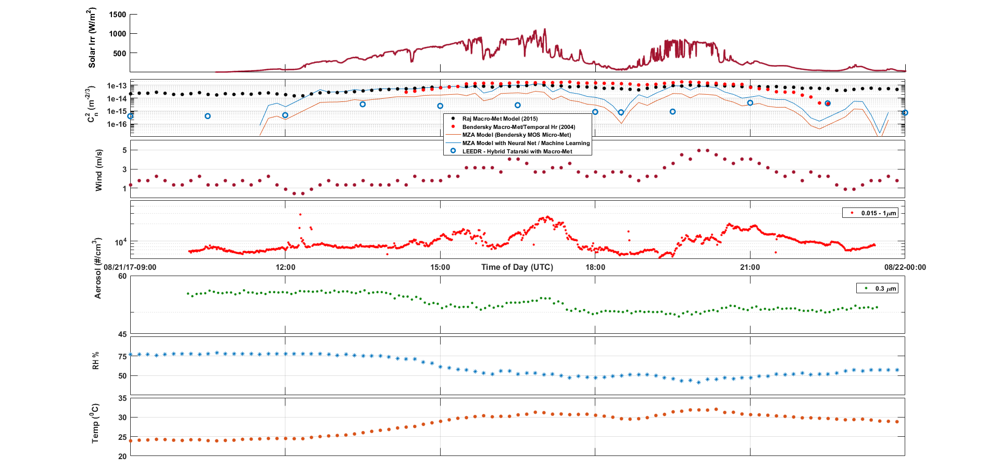 Solar Irr (W/m²)
1500
1000
500
C²ₙ (m⁻²ᐟ³)
1e-13
1e-14
1e-15
1e-16
Raj Macro-Met Model (2015)
Bendersky Macro-Met/Temporal Hr (2004)
MZA Model (Bendersky MOS Micro-Met)
MZA Model with Neural Net / Machine Learning
LEEDR - Hybrid Tatarski with Macro-Met
Wind (m/s)
5
3
1
Aerosol (#/cm³)
10⁴
0.015 - 1μm
08/21/17-09:00 12:00 15:00 Time of Day (UTC) 18:00 21:00 08/22-00:00
60
45
0.3 μm
RH %
75
50
Temp (⁰C)
35
30
25
20